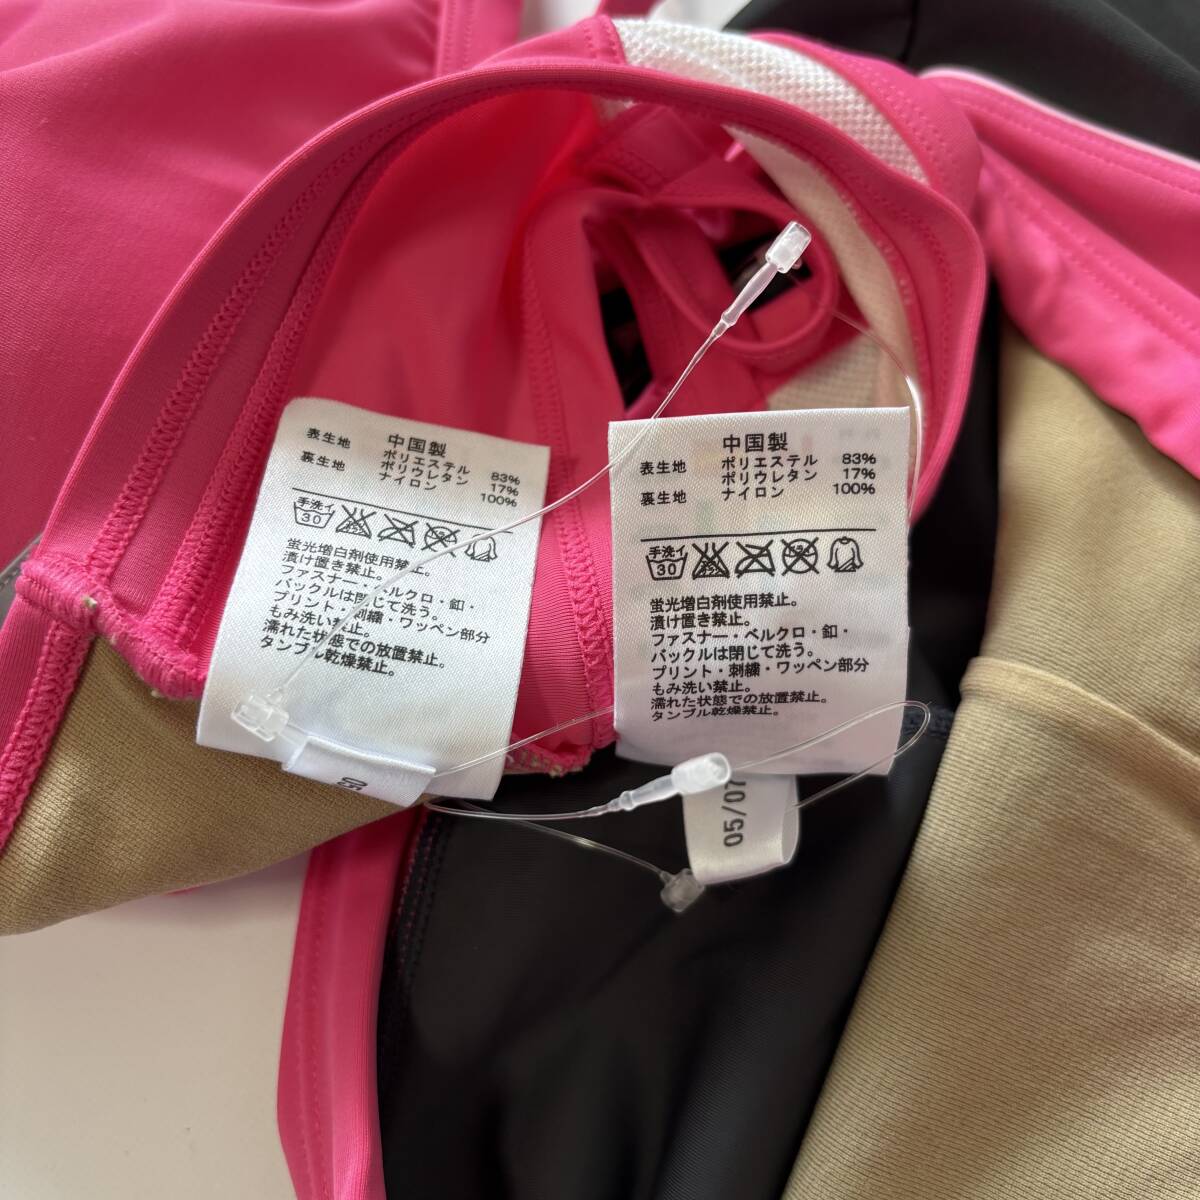 中国製
表生地 ポリエステル 83%
ポリウレタン 17%
裏生地 ナイロン 100%
手洗イ
30
蛍光増白剤使用禁止。
漬け置き禁止。
ファスナー・ベルクロ・釦・
バックルは閉じて洗う。
プリント・刺繍・ワッペン部分
もみ洗い禁止。
濡れた状態での放置禁止。
タンブル乾燥禁止。
中国製
表生地 ポリエステル 83%
ポリウレタン 17%
裏生地 ナイロン 100%
手洗イ
30
蛍光増白剤使用禁止。
漬け置き禁止。
ファスナー・ベルクロ・釦・
バックルは閉じて洗う。
プリント・刺繍・ワッペン部分
もみ洗い禁止。
濡れた状態での放置禁止。
タンブル乾燥禁止。
05/07